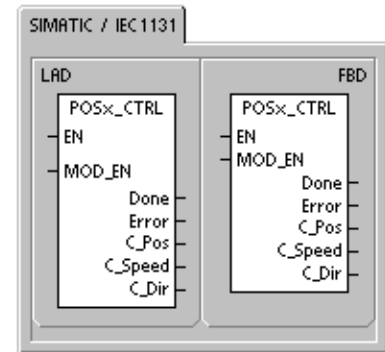 SIMATIC / IEC1131
LAD
POSx_CTRL
EN
MOD_EN
Done
Error
C_Pos
C_Speed
C_Dir
FBD
POSx_CTRL
EN
MOD_EN
Done
Error
C_Pos
C_Speed
C_Dir